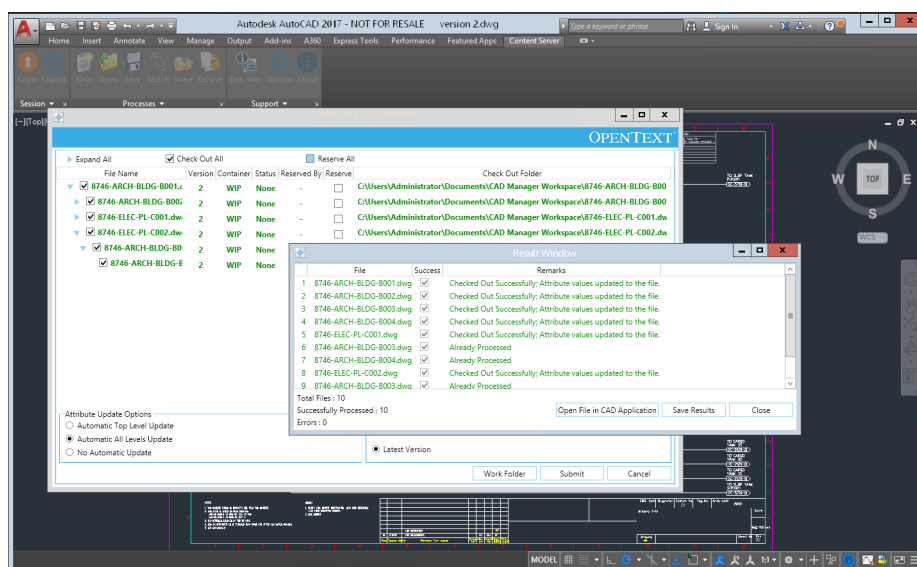 Autodesk AutoCAD 2017 - NOT FOR RESALE version 2.dwg
Type a keyword or phrase
Sign In
Home Insert Annotate View Manage Output Add-ins A360 Express Tools Performance Featured Apps Content Server
Login Logout New Open Save Attach Insert Reserve Doc. Info. Options About
Session Processes Support
[−][Top]
OPENTEXT
Expand All Check Out All Reserve All
File Name Version Container Status Reserved By Reserve Check Out Folder
8746-ARCH-BLDG-B001.c 2 WIP None - C:\Users\Administrator\Documents\CAD Manager Workspace\8746-ARCH-BLDG-B00
8746-ARCH-BLDG-B002 2 WIP None - C:\Users\Administrator\Documents\CAD Manager Workspace\8746-ARCH-BLDG-B00
8746-ELEC-PL-C001.dw 2 WIP None - C:\Users\Administrator\Documents\CAD Manager Workspace\8746-ELEC-PL-C001.dw
8746-ELEC-PL-C002.dw 2 WIP None - C:\Users\Administrator\Documents\CAD Manager Workspace\8746-ELEC-PL-C002.dw
8746-ARCH-BLDG-B0 2 WIP None
8746-ARCH-BLDG-E 2 WIP None
Result Window
File Success Remarks
1 8746-ARCH-BLDG-B001.dwg Checked Out Successfully; Attribute values updated to the file.
2 8746-ARCH-BLDG-B002.dwg Checked Out Successfully; Attribute values updated to the file.
3 8746-ARCH-BLDG-B003.dwg Checked Out Successfully; Attribute values updated to the file.
4 8746-ARCH-BLDG-B004.dwg Checked Out Successfully; Attribute values updated to the file.
5 8746-ELEC-PL-C001.dwg Checked Out Successfully; Attribute values updated to the file.
6 8746-ARCH-BLDG-B003.dwg Already Processed
7 8746-ARCH-BLDG-B004.dwg Already Processed
8 8746-ELEC-PL-C002.dwg Checked Out Successfully; Attribute values updated to the file.
9 8746-ARCH-BLDG-B003.dwg Already Processed
Total Files : 10
Successfully Processed : 10
Errors : 0
Open File in CAD Application Save Results Close
Attribute Update Options
Automatic Top Level Update
Automatic All Levels Update
No Automatic Update
Latest Version
Work Folder Submit Cancel
N
W TOP E
S
WCS
MODEL 1:1